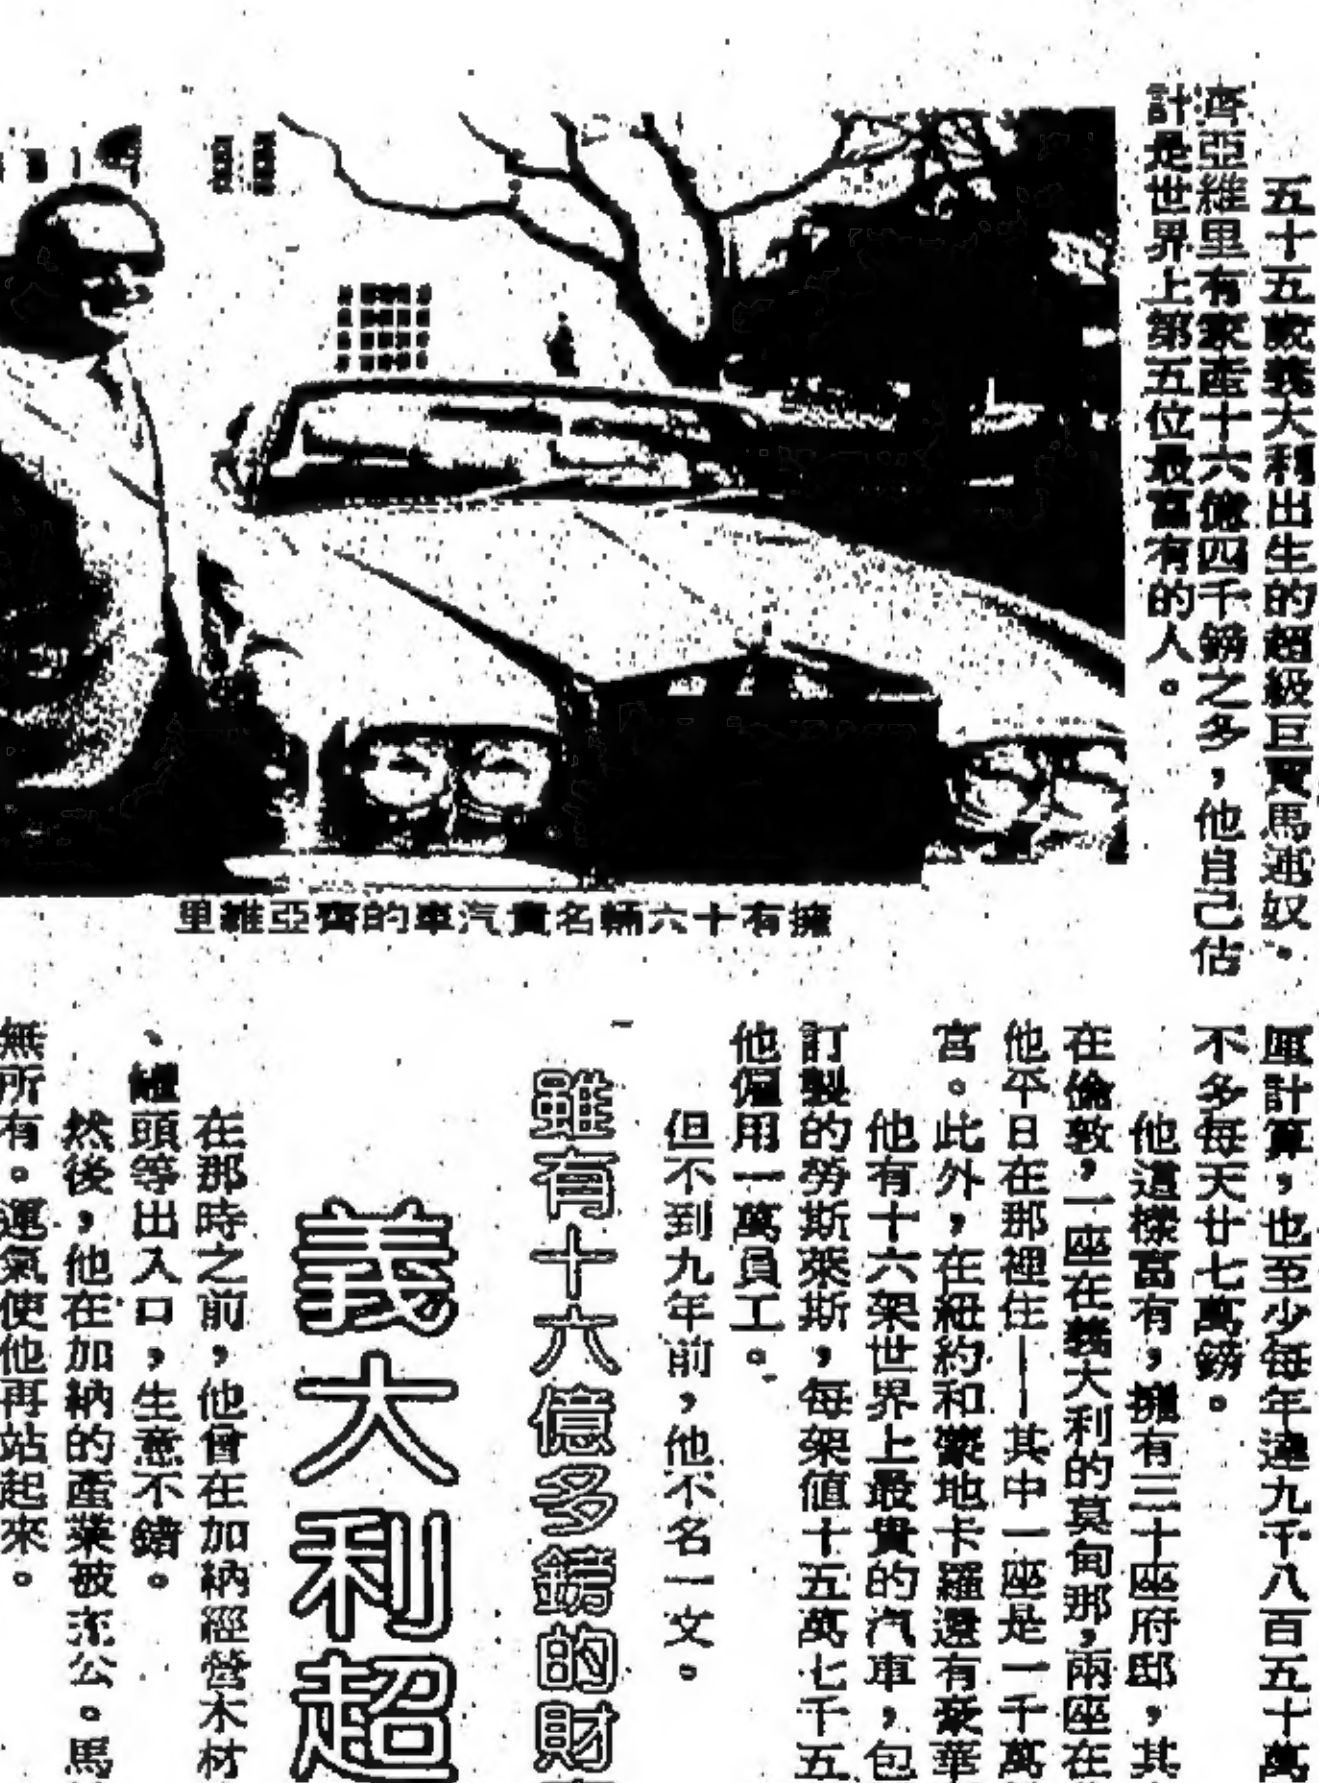 五十五歲義大利出生的超級巨賈馬迯奴·
齊亞維里有家產十六億四千鎊之多，他自己估
計是世界上第五位最富有的人。
里維亞齊的車汽貴名輛六十有擁
厘計算，也至少每年達九千八百五十萬
不多每天廿七萬鎊。
他這樣富有，擁有三十座府邸，其
在倫敦，一座在義大利的莫甸那，兩座在
他平日在那裡住——其中一座是一千萬
宮。此外，在紐約和蒙地卡羅還有豪華
他有十六架世界上最貴的汽車，包
訂製的勞斯萊斯，每架值十五萬七千五
他僱用一萬員工。
但不到九年前，他不名一文。
雖有十六億多鎊的財
義大利超
在那時之前，他曾在加納經營木材
、罐頭等出入口，生意不錯。
然後，他在加納的產業被充公。馬
無所有。運氣使他再站起來。